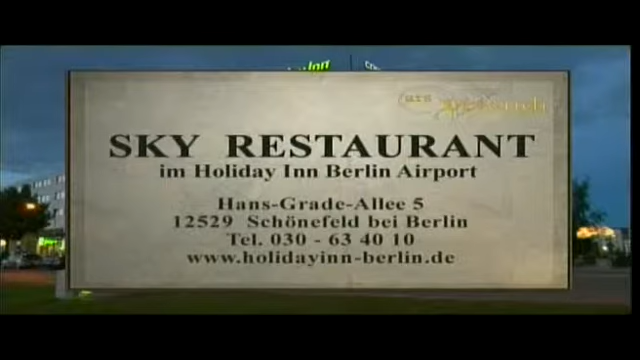 SKY RESTAURANT
im Holiday Inn Berlin Airport
Hans-Grade-Allee 5
12529 Schönefeld bei Berlin
Tel. 030 - 63 40 10
www.holidayinn-berlin.de